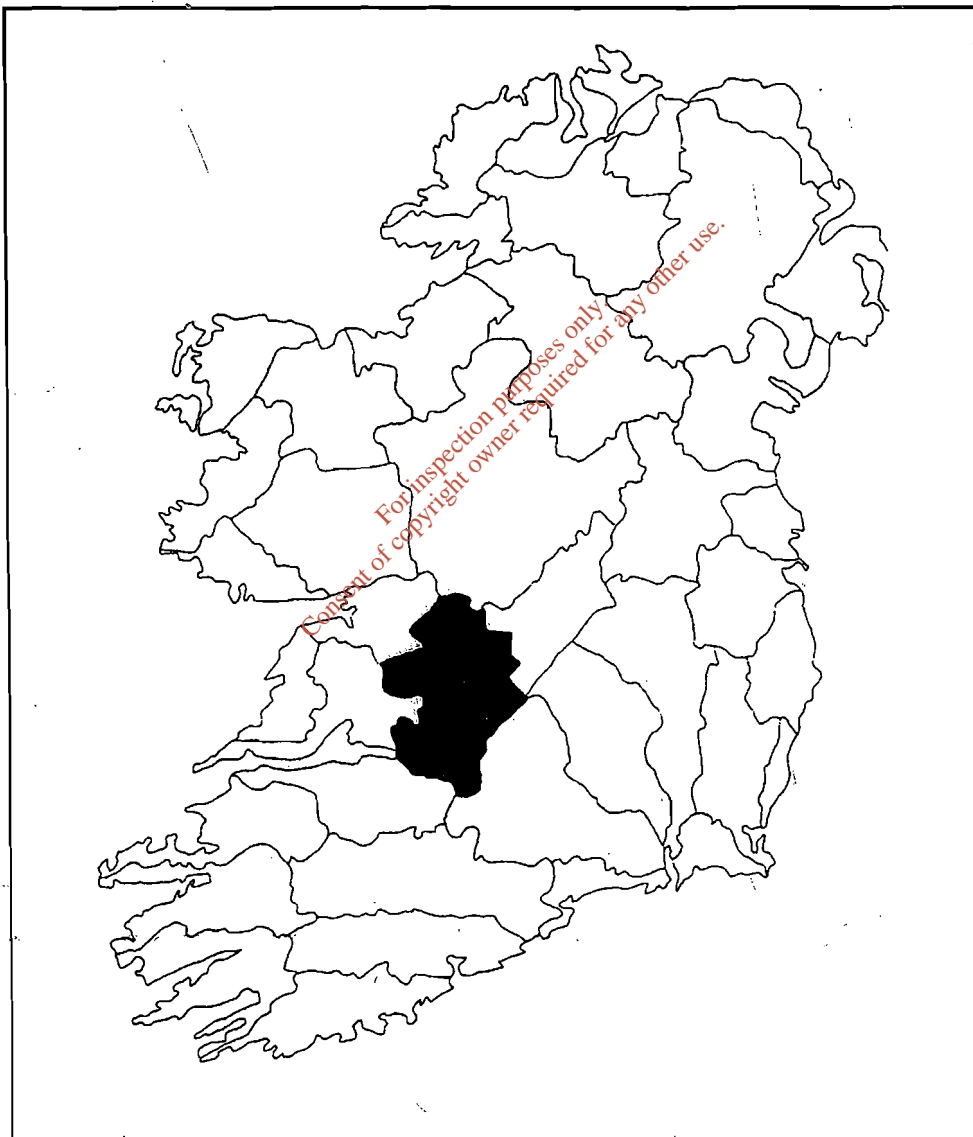 For inspection purposes only.
Consent of copyright owner required for any other use.